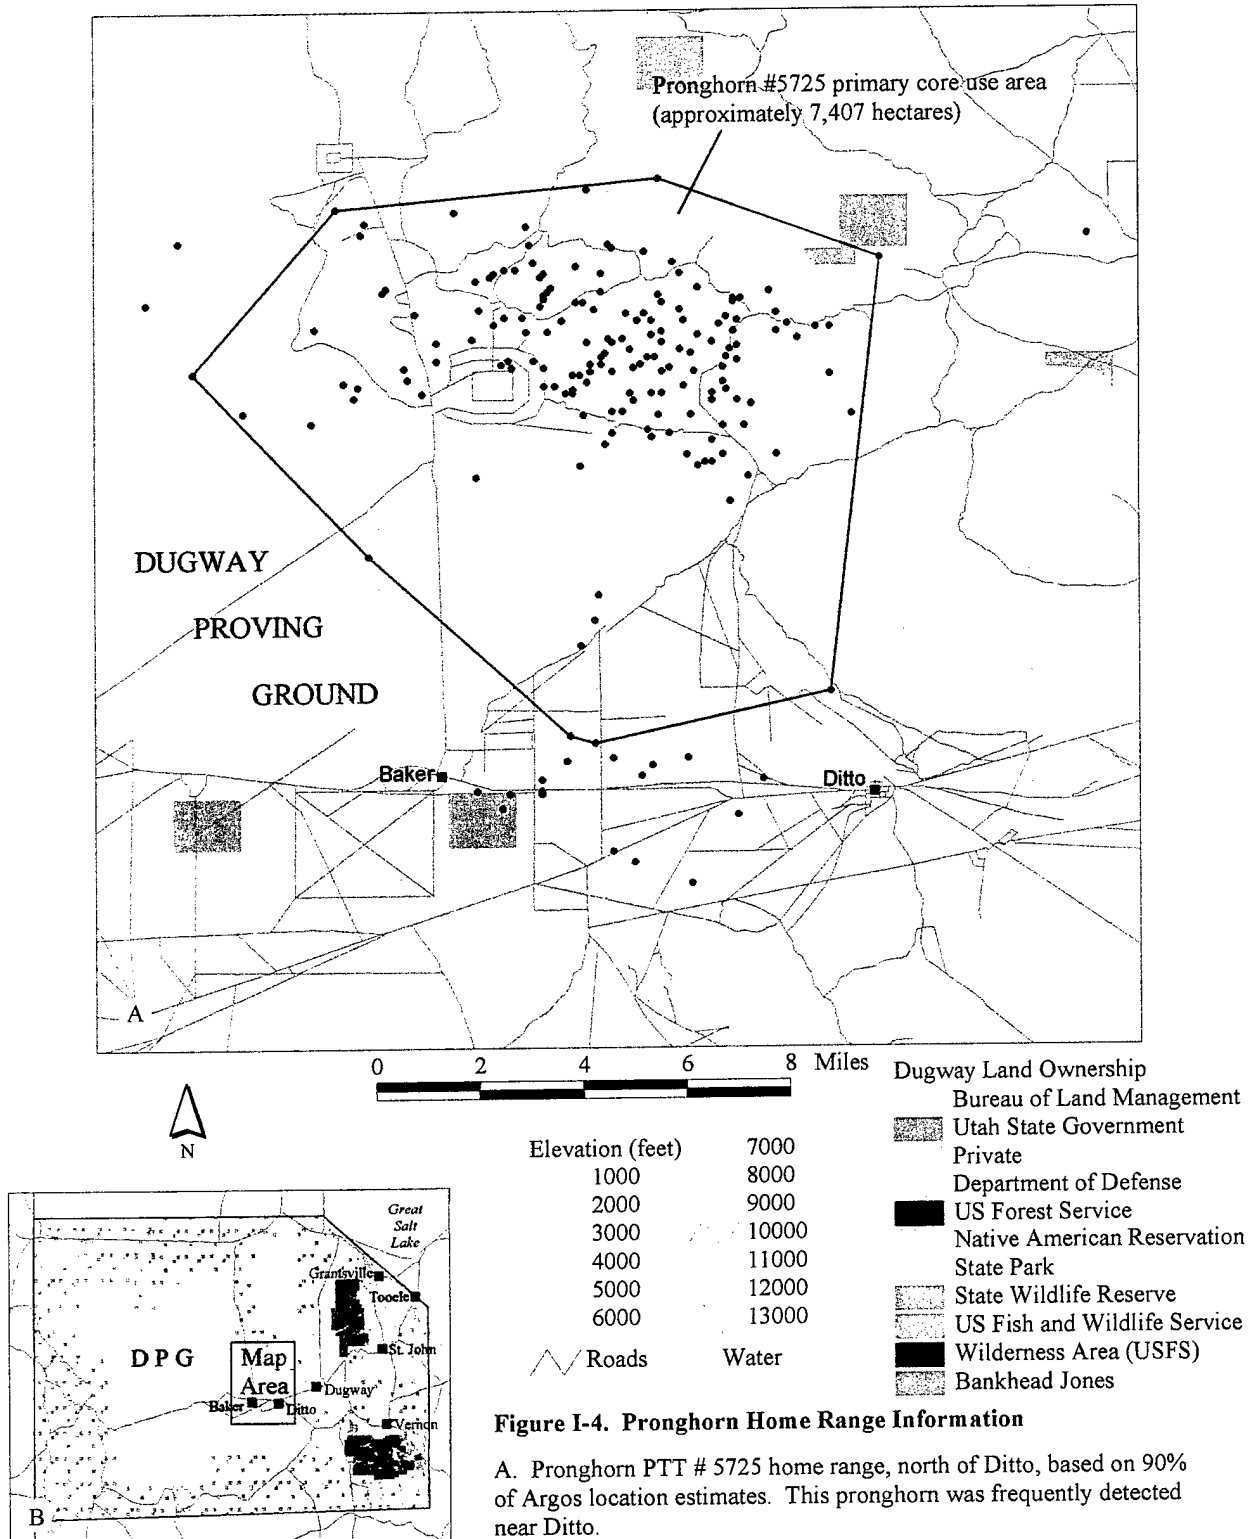 Pronghorn #5725 primary core use area
(approximately 7,407 hectares)
DUGWAY
PROVING
GROUND
Baker
Ditto
A
0 2 4 6 8 Miles
N
Dugway Land Ownership
Bureau of Land Management
Utah State Government
Private
Department of Defense
US Forest Service
Native American Reservation
State Park
State Wildlife Reserve
US Fish and Wildlife Service
Wilderness Area (USFS)
Bankhead Jones
Elevation (feet)
1000
2000
3000
4000
5000
6000
7000
8000
9000
10000
11000
12000
13000
Roads
Water
Great
Salt
Lake
Grantsville
Tooele
St. John
DPG
Map
Area
Dugway
Baker
Ditto
Vernon
B
Figure I-4. Pronghorn Home Range Information
A. Pronghorn PTT # 5725 home range, north of Ditto, based on 90%
of Argos location estimates. This pronghorn was frequently detected
near Ditto.